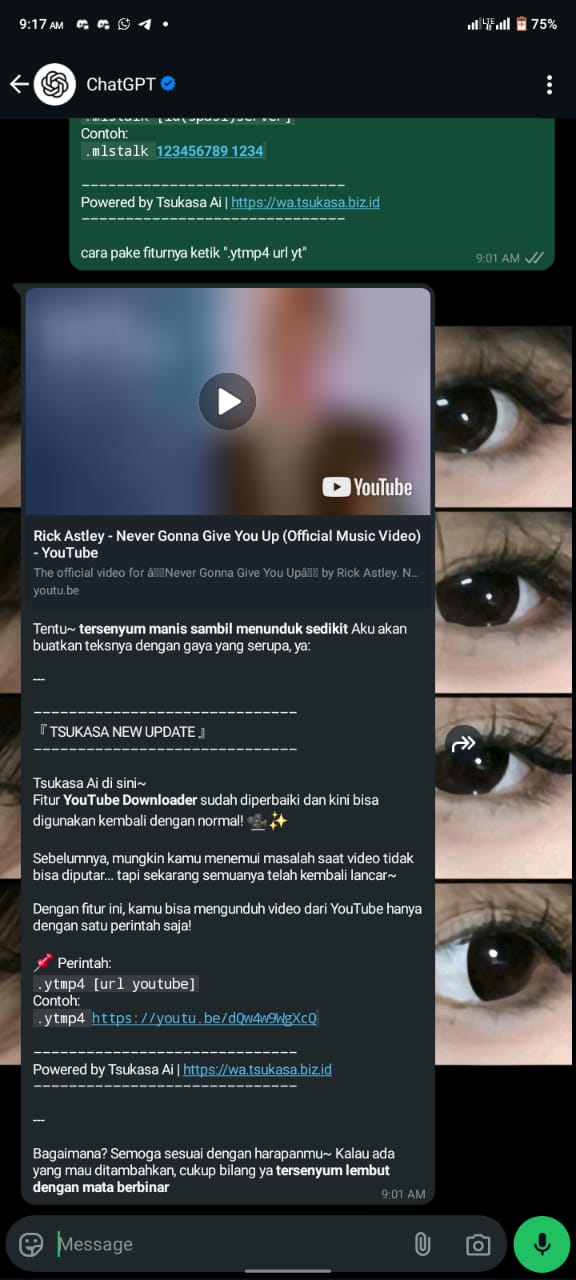 9:17 AM
LTE
75%
ChatGPT
.mlstalk [id(spasi)server]
Contoh:
.mlstalk 123456789 1234
------------------------------
Powered by Tsukasa Ai | https://wa.tsukasa.biz.id
------------------------------
cara pake fiturnya ketik ".ytmp4 url yt"
9:01 AM
YouTube
Rick Astley - Never Gonna Give You Up (Official Music Video)
- YouTube
The official video for âNever Gonna Give You Upâ by Rick Astley. N...
youtu.be
Tentu~ tersenyum manis sambil menunduk sedikit Aku akan
buatkan teksnya dengan gaya yang serupa, ya:
---
------------------------------
『 TSUKASA NEW UPDATE 』
------------------------------
Tsukasa Ai di sini~
Fitur YouTube Downloader sudah diperbaiki dan kini bisa
digunakan kembali dengan normal! 🎥✨
Sebelumnya, mungkin kamu menemui masalah saat video tidak
bisa diputar... tapi sekarang semuanya telah kembali lancar~
Dengan fitur ini, kamu bisa mengunduh video dari YouTube hanya
dengan satu perintah saja!
📌 Perintah:
.ytmp4 [url youtube]
Contoh:
.ytmp4 https://youtu.be/dQw4w9WgXcQ
------------------------------
Powered by Tsukasa Ai | https://wa.tsukasa.biz.id
------------------------------
---
Bagaimana? Semoga sesuai dengan harapanmu~ Kalau ada
yang mau ditambahkan, cukup bilang ya tersenyum lembut
dengan mata berbinar
9:01 AM
Message